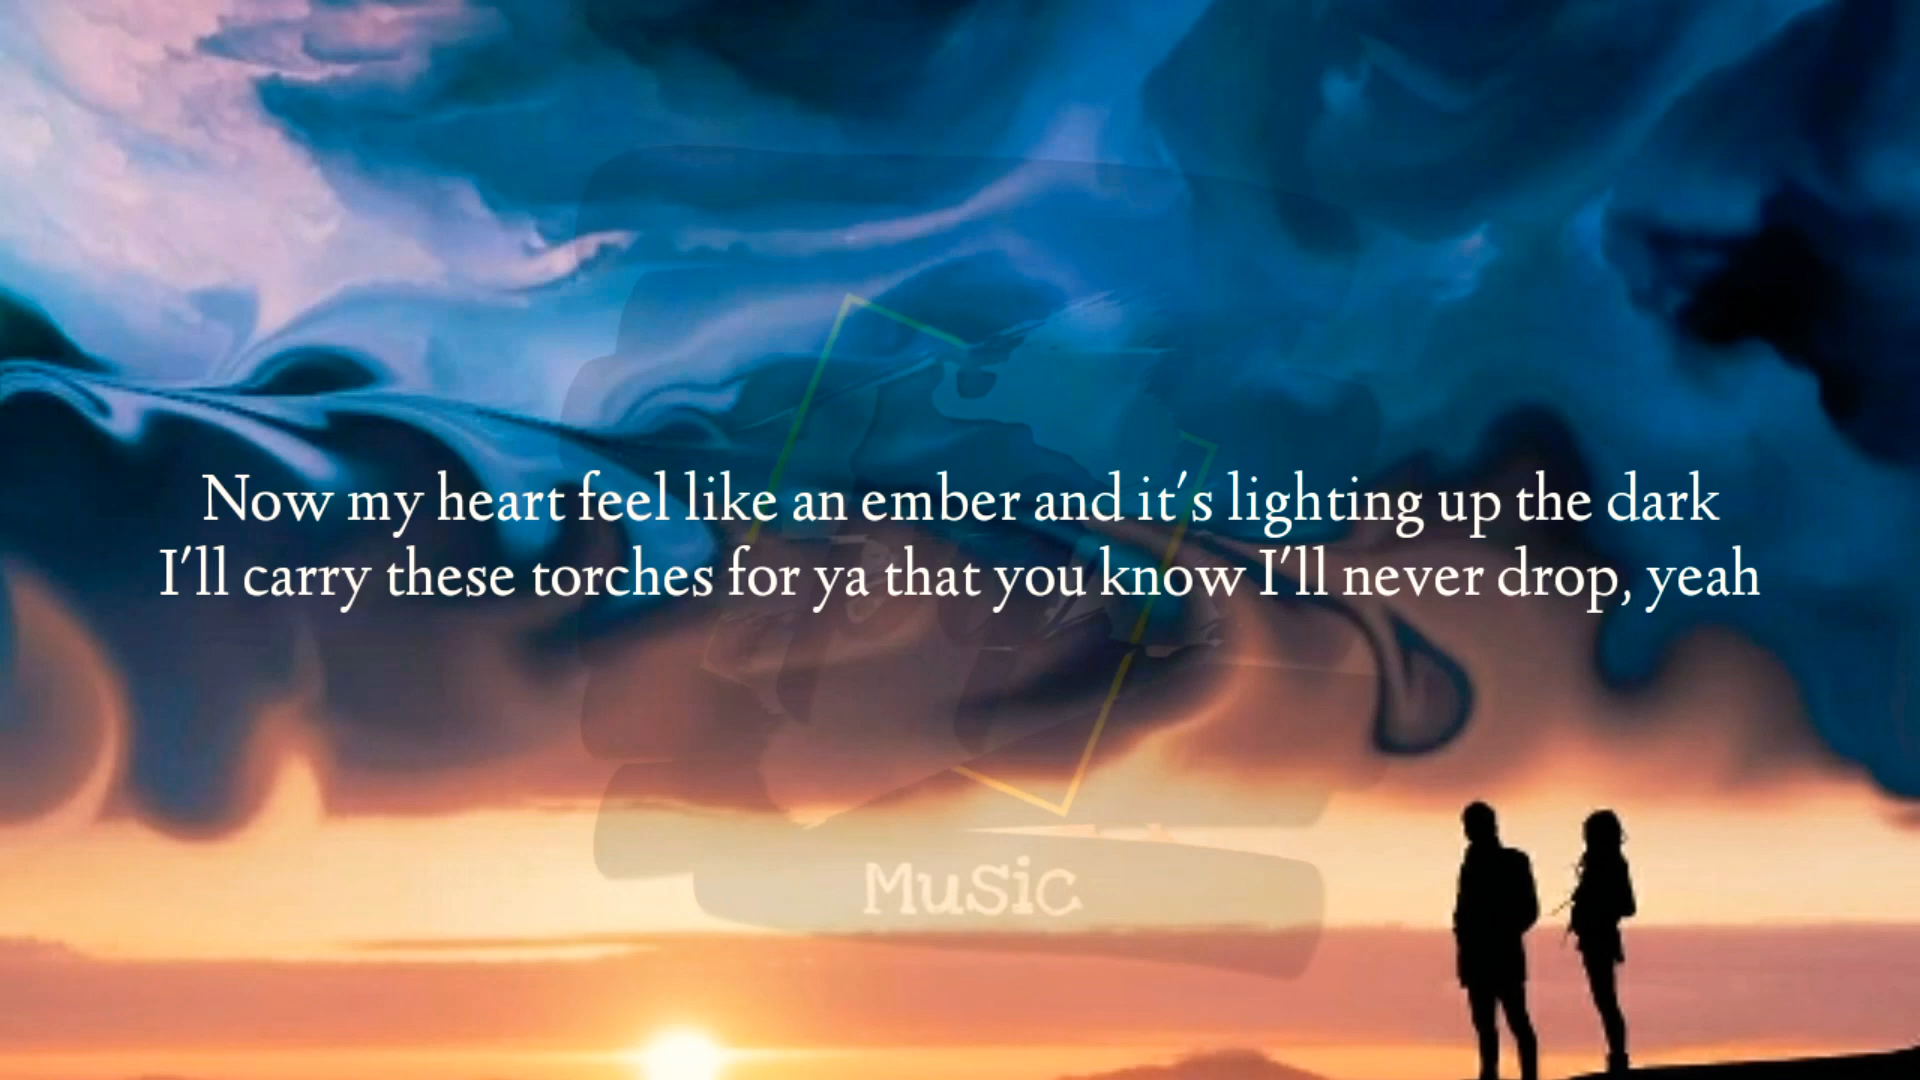 Now my heart feel like an ember and it's lighting up the dark
I'll carry these torches for ya that you know I'll never drop, yeah
Music